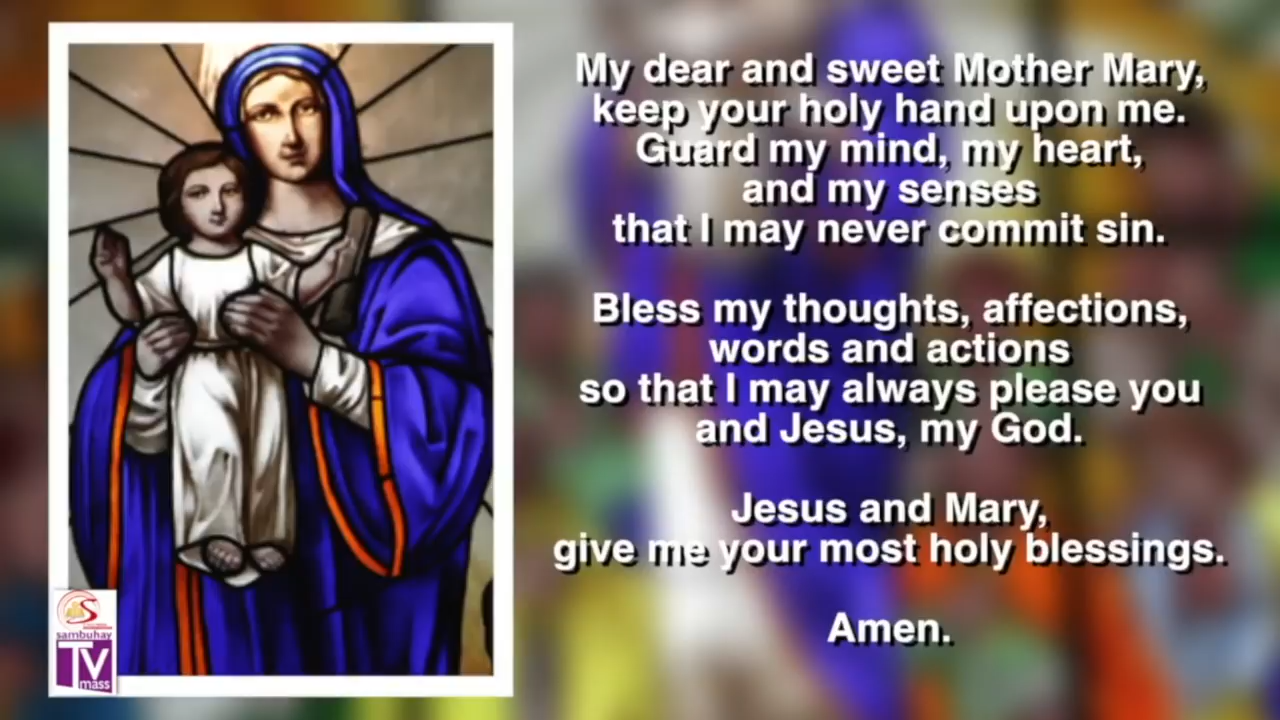 My dear and sweet Mother Mary,
keep your holy hand upon me.
Guard my mind, my heart,
and my senses
that I may never commit sin.
Bless my thoughts, affections,
words and actions
so that I may always please you
and Jesus, my God.
Jesus and Mary,
give me your most holy blessings.
Amen.
S
sambuhay
TV
mass